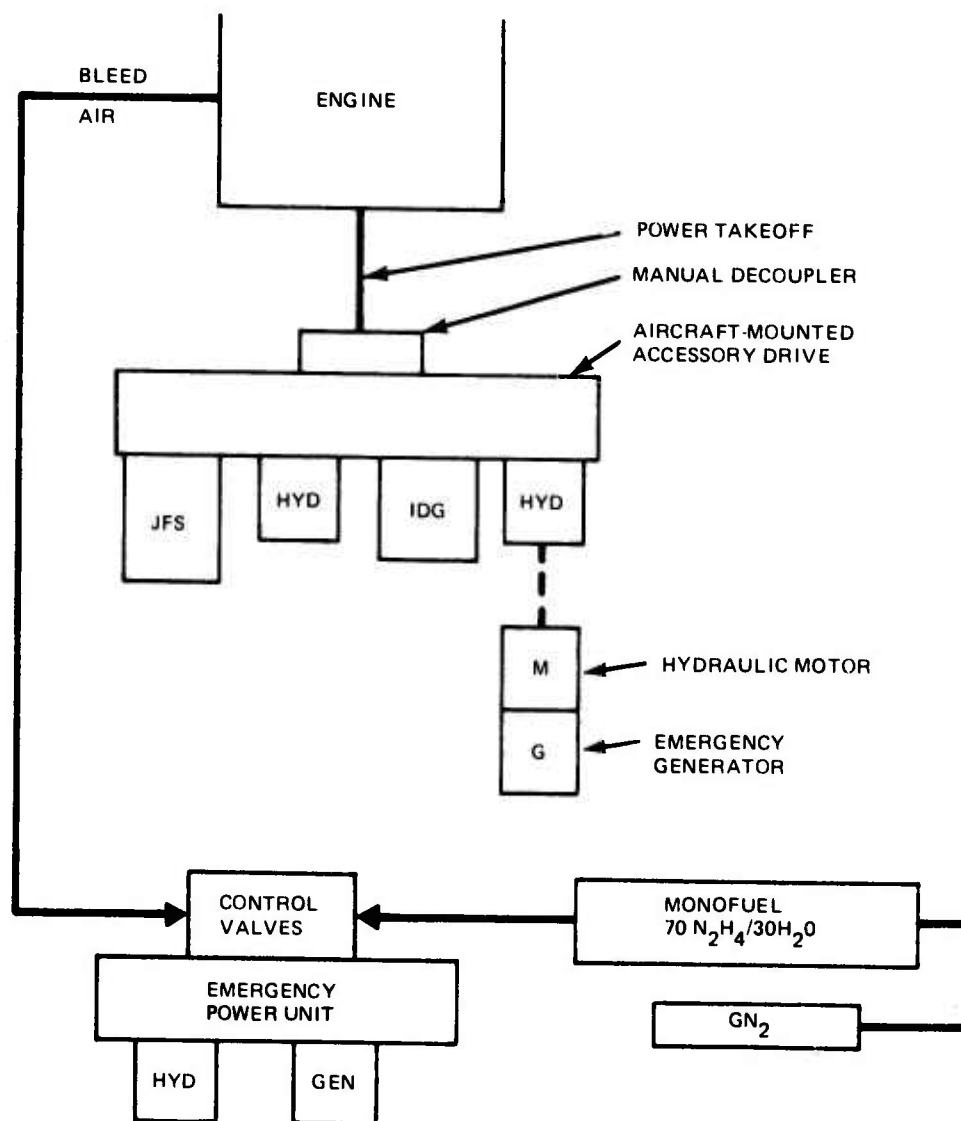 BLEED
AIR
ENGINE
POWER TAKEOFF
MANUAL DECOUPLER
AIRCRAFT-MOUNTED
ACCESSORY DRIVE
JFS
HYD
IDG
HYD
M
HYDRAULIC MOTOR
G
EMERGENCY
GENERATOR
CONTROL
VALVES
MONOFUEL
70 N₂H₄/30H₂0
EMERGENCY
POWER UNIT
GN₂
HYD
GEN